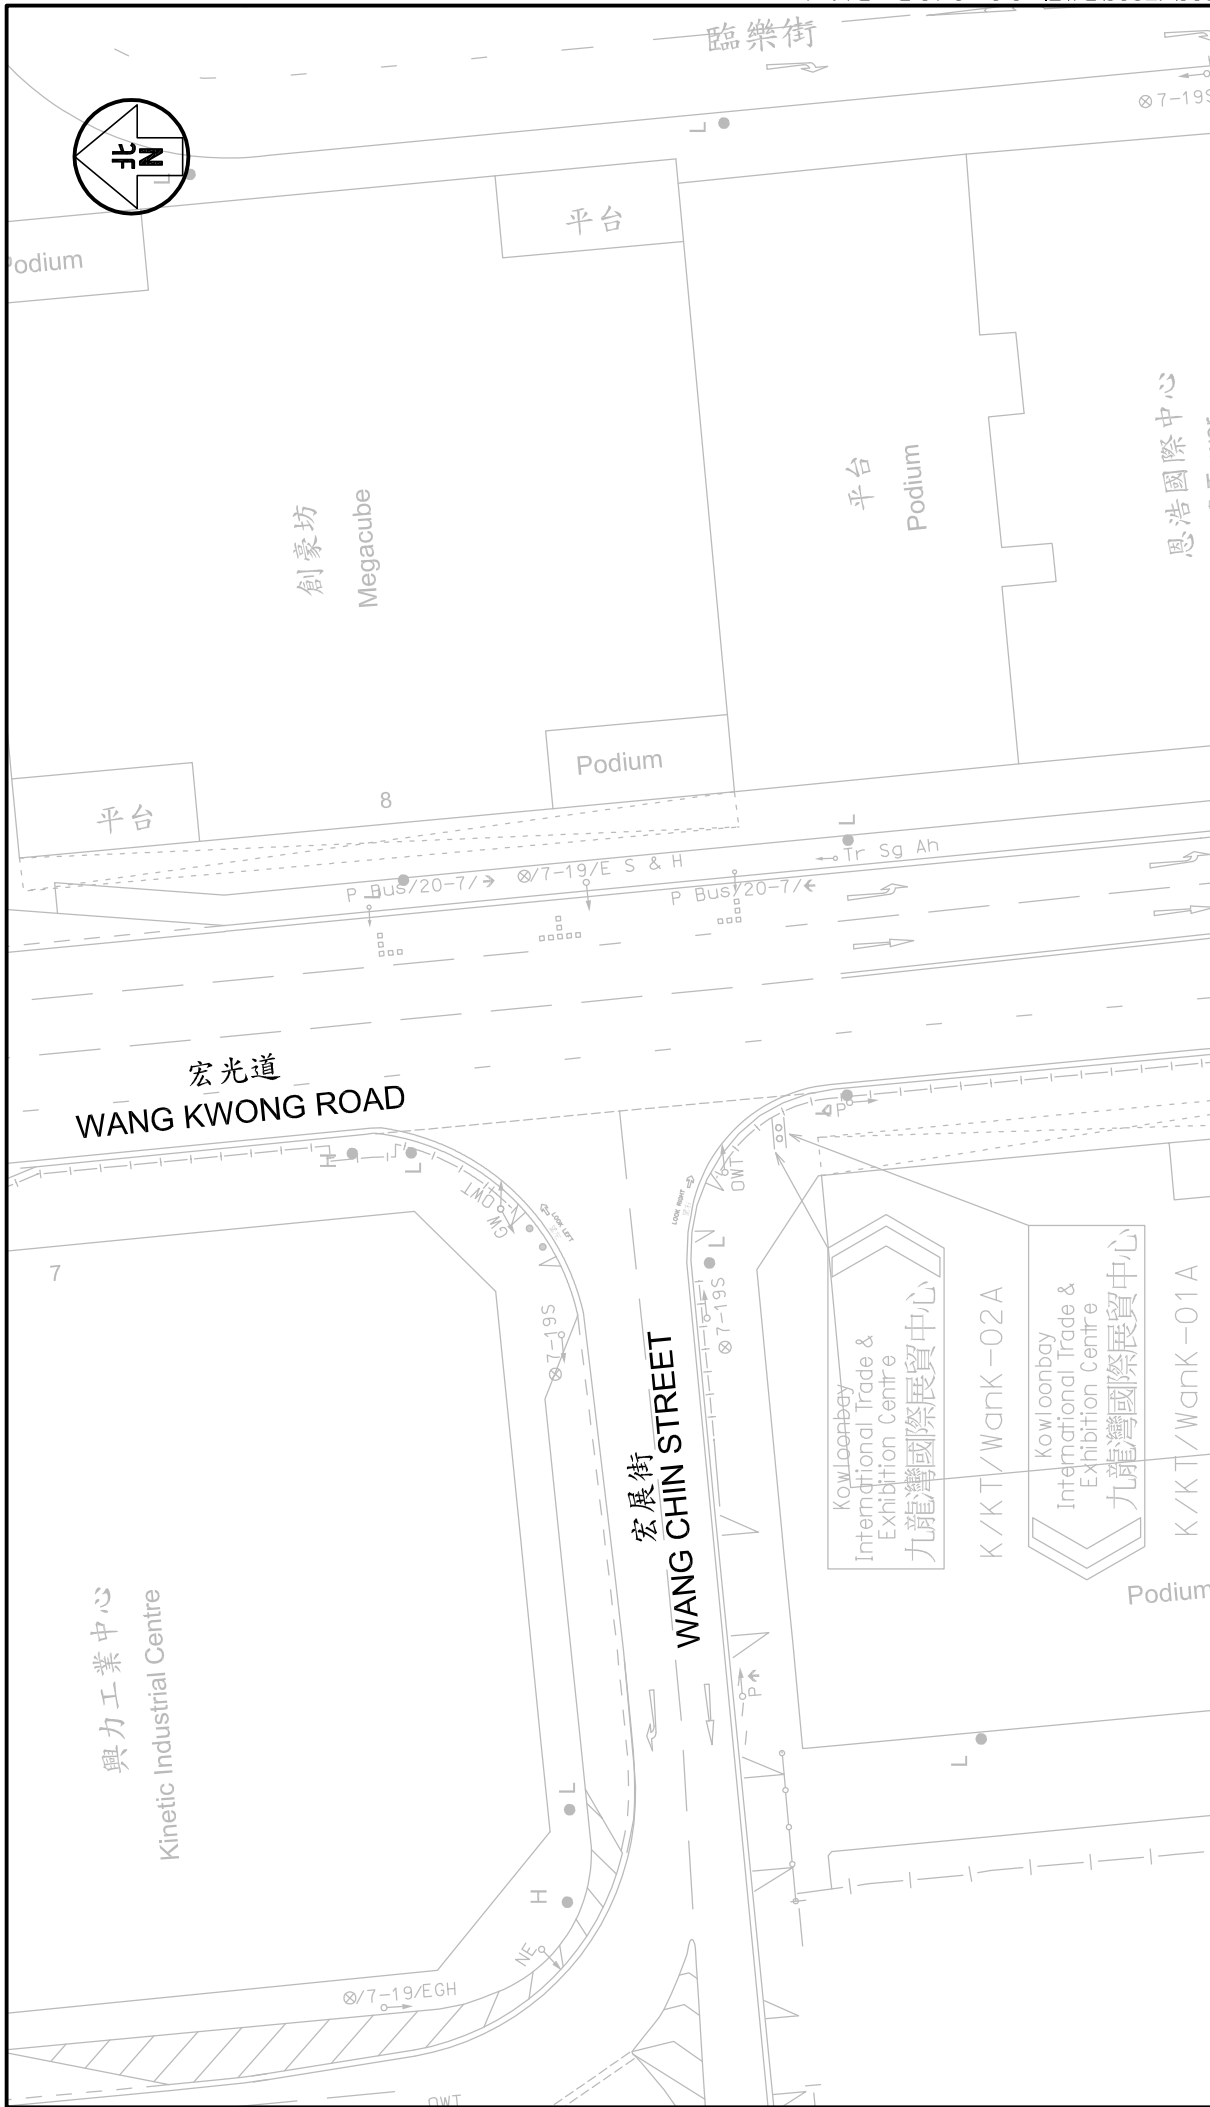 臨樂街
⊗7-19S
L
北
N
L
平台
Podium
恩浩國際中心
平台
Podium
創豪坊
Megacube
Podium
8
平台
L
Tr Sg Ah
⊗/7-19/E S & H
P Bus/20-7/→
P Bus/20-7/←
L
宏光道
WANG KWONG ROAD
P
H
L
OWT
GW OWT
LOOK LEFT
LOOK RIGHT
L
7
⊗7-19S
⊗7-19S
Kowloonbay
International Trade &
Exhibition Centre
九龍灣國際展貿中心
K/KT/WanK-02A
Kowloonbay
International Trade &
Exhibition Centre
九龍灣國際展貿中心
K/KT/WanK-01A
宏展街
WANG CHIN STREET
Podium
興力工業中心
Kinetic Industrial Centre
P←
L
L
H
NE
⊗/7-19/EGH
OWT